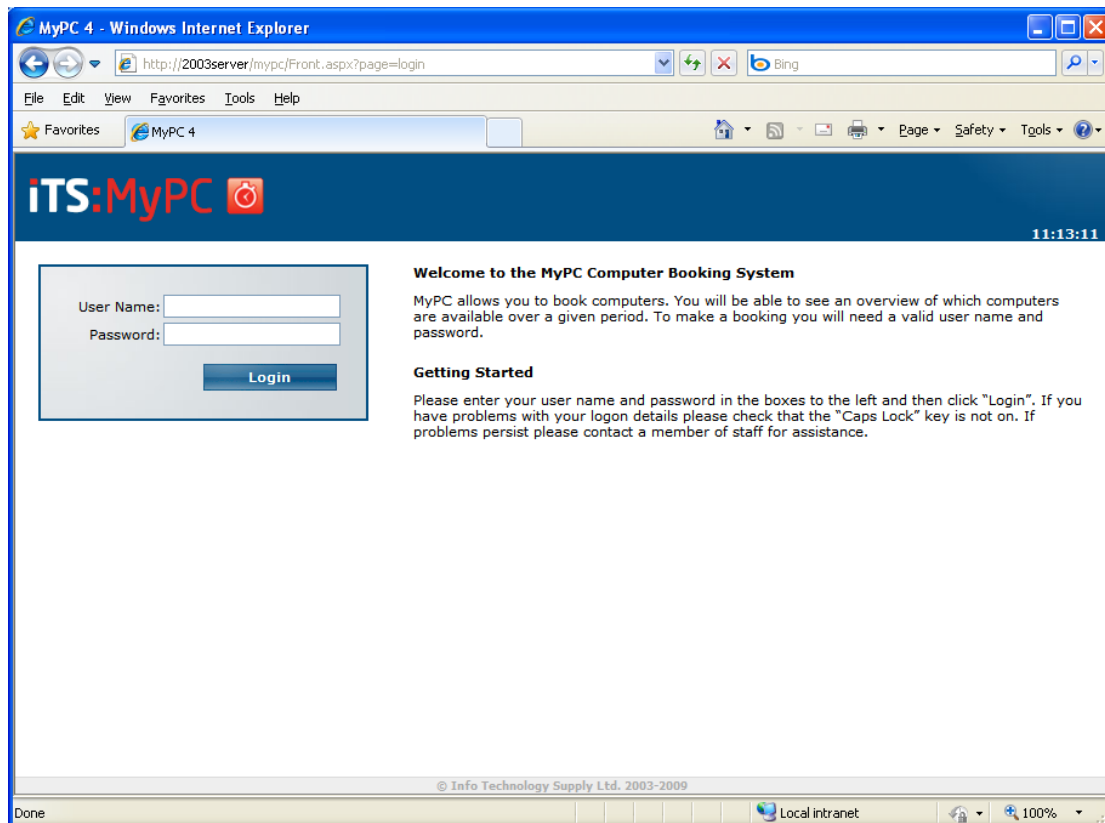 MyPC 4 - Windows Internet Explorer
http://2003server/mypc/Front.aspx?page=login
Bing
File Edit View Favorites Tools Help
Favorites MyPC 4 Page Safety Tools
iTS:MyPC
11:13:11
User Name:
Password:
Login
Welcome to the MyPC Computer Booking System
MyPC allows you to book computers. You will be able to see an overview of which computers
are available over a given period. To make a booking you will need a valid user name and
password.
Getting Started
Please enter your user name and password in the boxes to the left and then click “Login”. If you
have problems with your logon details please check that the “Caps Lock” key is not on. If
problems persist please contact a member of staff for assistance.
© Info Technology Supply Ltd. 2003-2009
Done Local intranet 100%